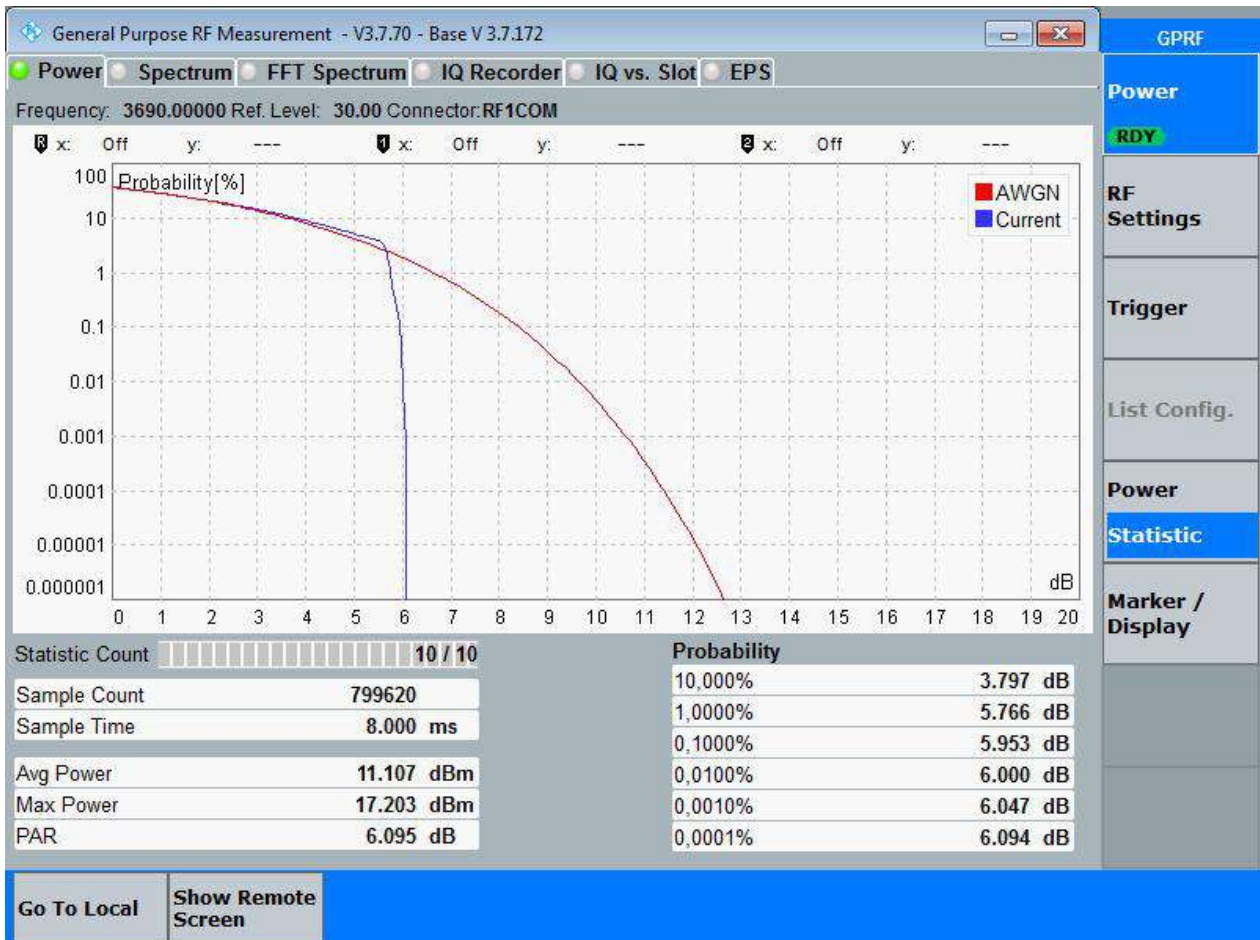 General Purpose RF Measurement - V3.7.70 - Base V 3.7.172
GPRF
Power Spectrum FFT Spectrum IQ Recorder IQ vs. Slot EPS
Frequency: 3690.00000 Ref. Level: 30.00 Connector:RF1COM
R x: Off y: --- 1 x: Off y: --- 2 x: Off y: ---
Probability[%]
AWGN
Current
100
10
1
0.1
0.01
0.001
0.0001
0.00001
0.000001
dB
0 1 2 3 4 5 6 7 8 9 10 11 12 13 14 15 16 17 18 19 20
Statistic Count 10 / 10
Sample Count 799620
Sample Time 8.000 ms
Avg Power 11.107 dBm
Max Power 17.203 dBm
PAR 6.095 dB
Probability
10,000% 3.797 dB
1,0000% 5.766 dB
0,1000% 5.953 dB
0,0100% 6.000 dB
0,0010% 6.047 dB
0,0001% 6.094 dB
Power
RDY
RF
Settings
Trigger
List Config.
Power
Statistic
Marker /
Display
Go To Local
Show Remote
Screen